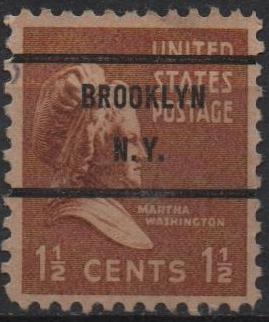 UNITED
STATES
POSTAGE
BROOKLYN
N.Y.
MARTHA
WASHINGTON
1½ CENTS 1½